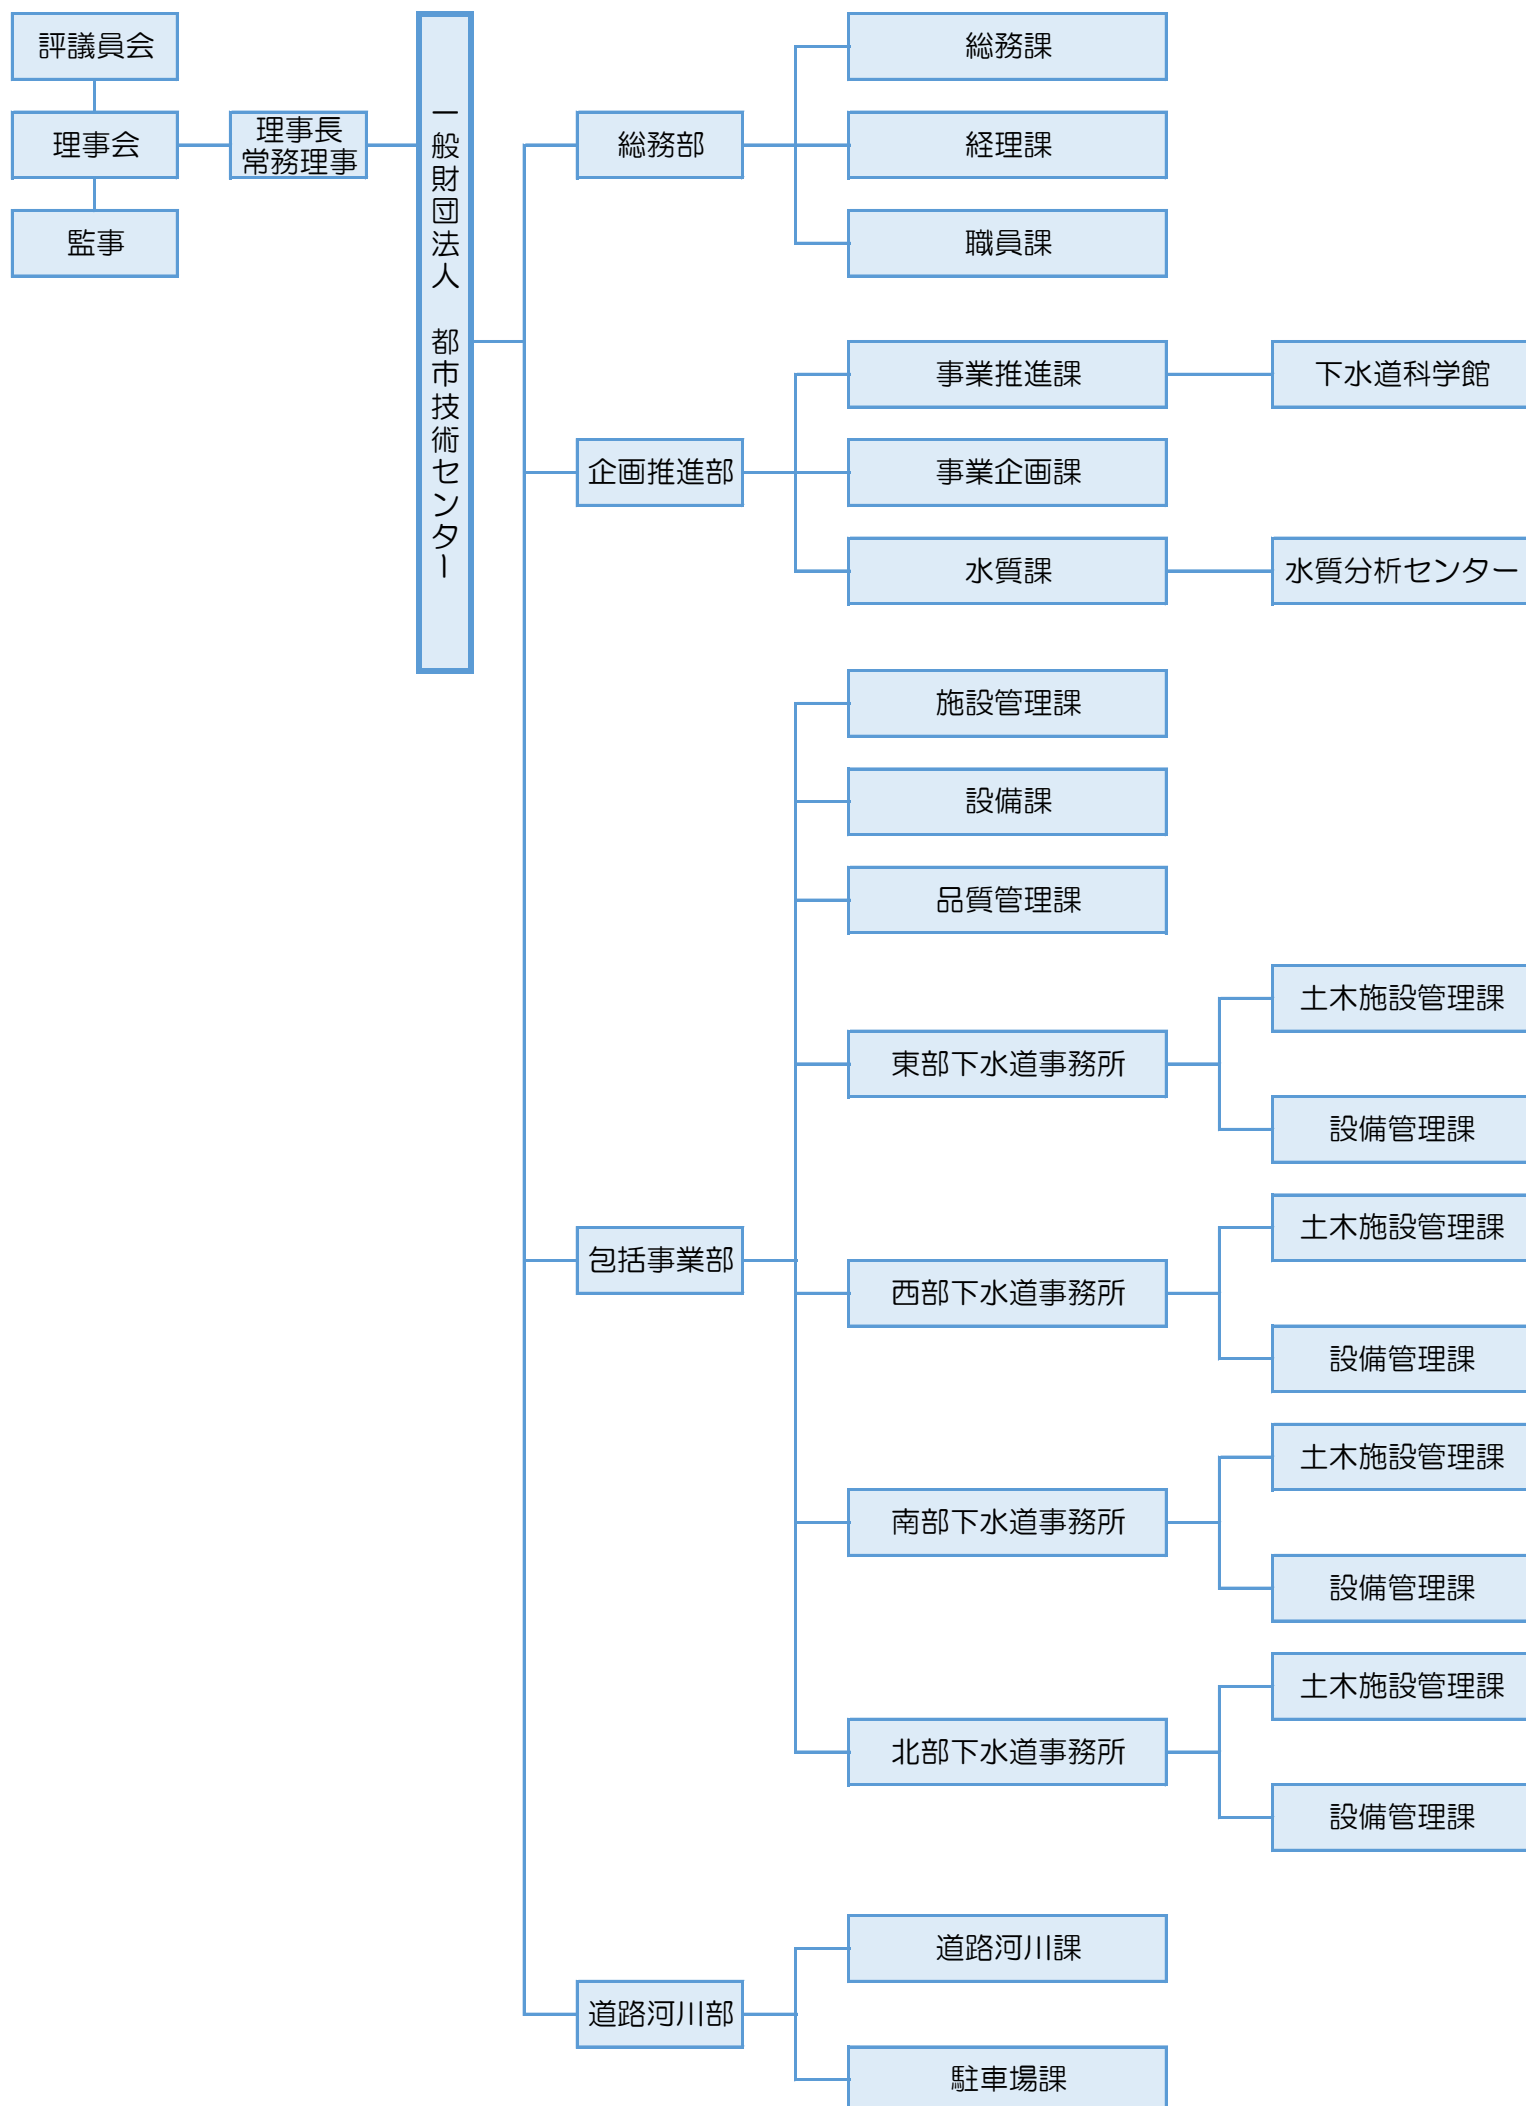 評議員会
理事会
監事
理事長
常務理事
一般財団法人　都市技術センター
総務部
総務課
経理課
職員課
企画推進部
事業推進課
下水道科学館
事業企画課
水質課
水質分析センター
包括事業部
施設管理課
設備課
品質管理課
東部下水道事務所
土木施設管理課
設備管理課
西部下水道事務所
土木施設管理課
設備管理課
南部下水道事務所
土木施設管理課
設備管理課
北部下水道事務所
土木施設管理課
設備管理課
道路河川部
道路河川課
駐車場課